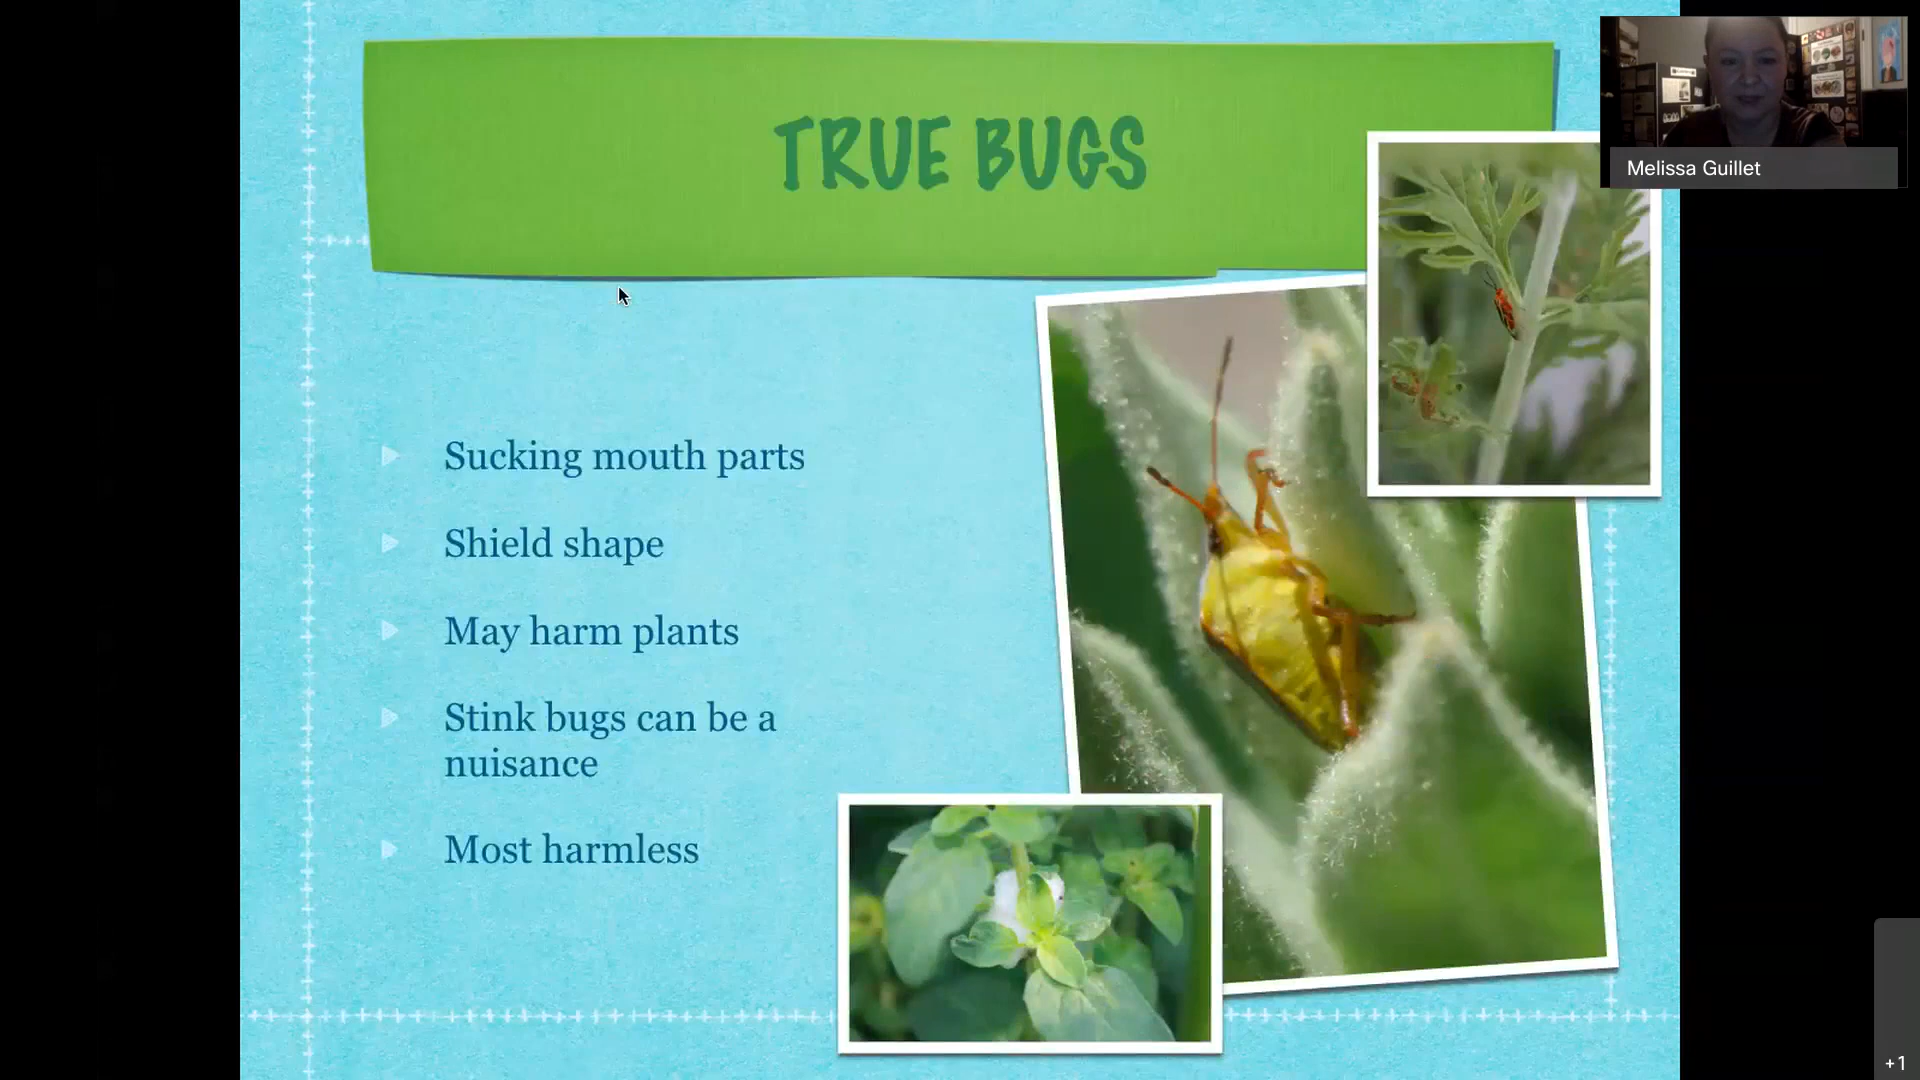 TRUE BUGS
Melissa Guillet
Sucking mouth parts
Shield shape
May harm plants
Stink bugs can be a
nuisance
Most harmless
+1